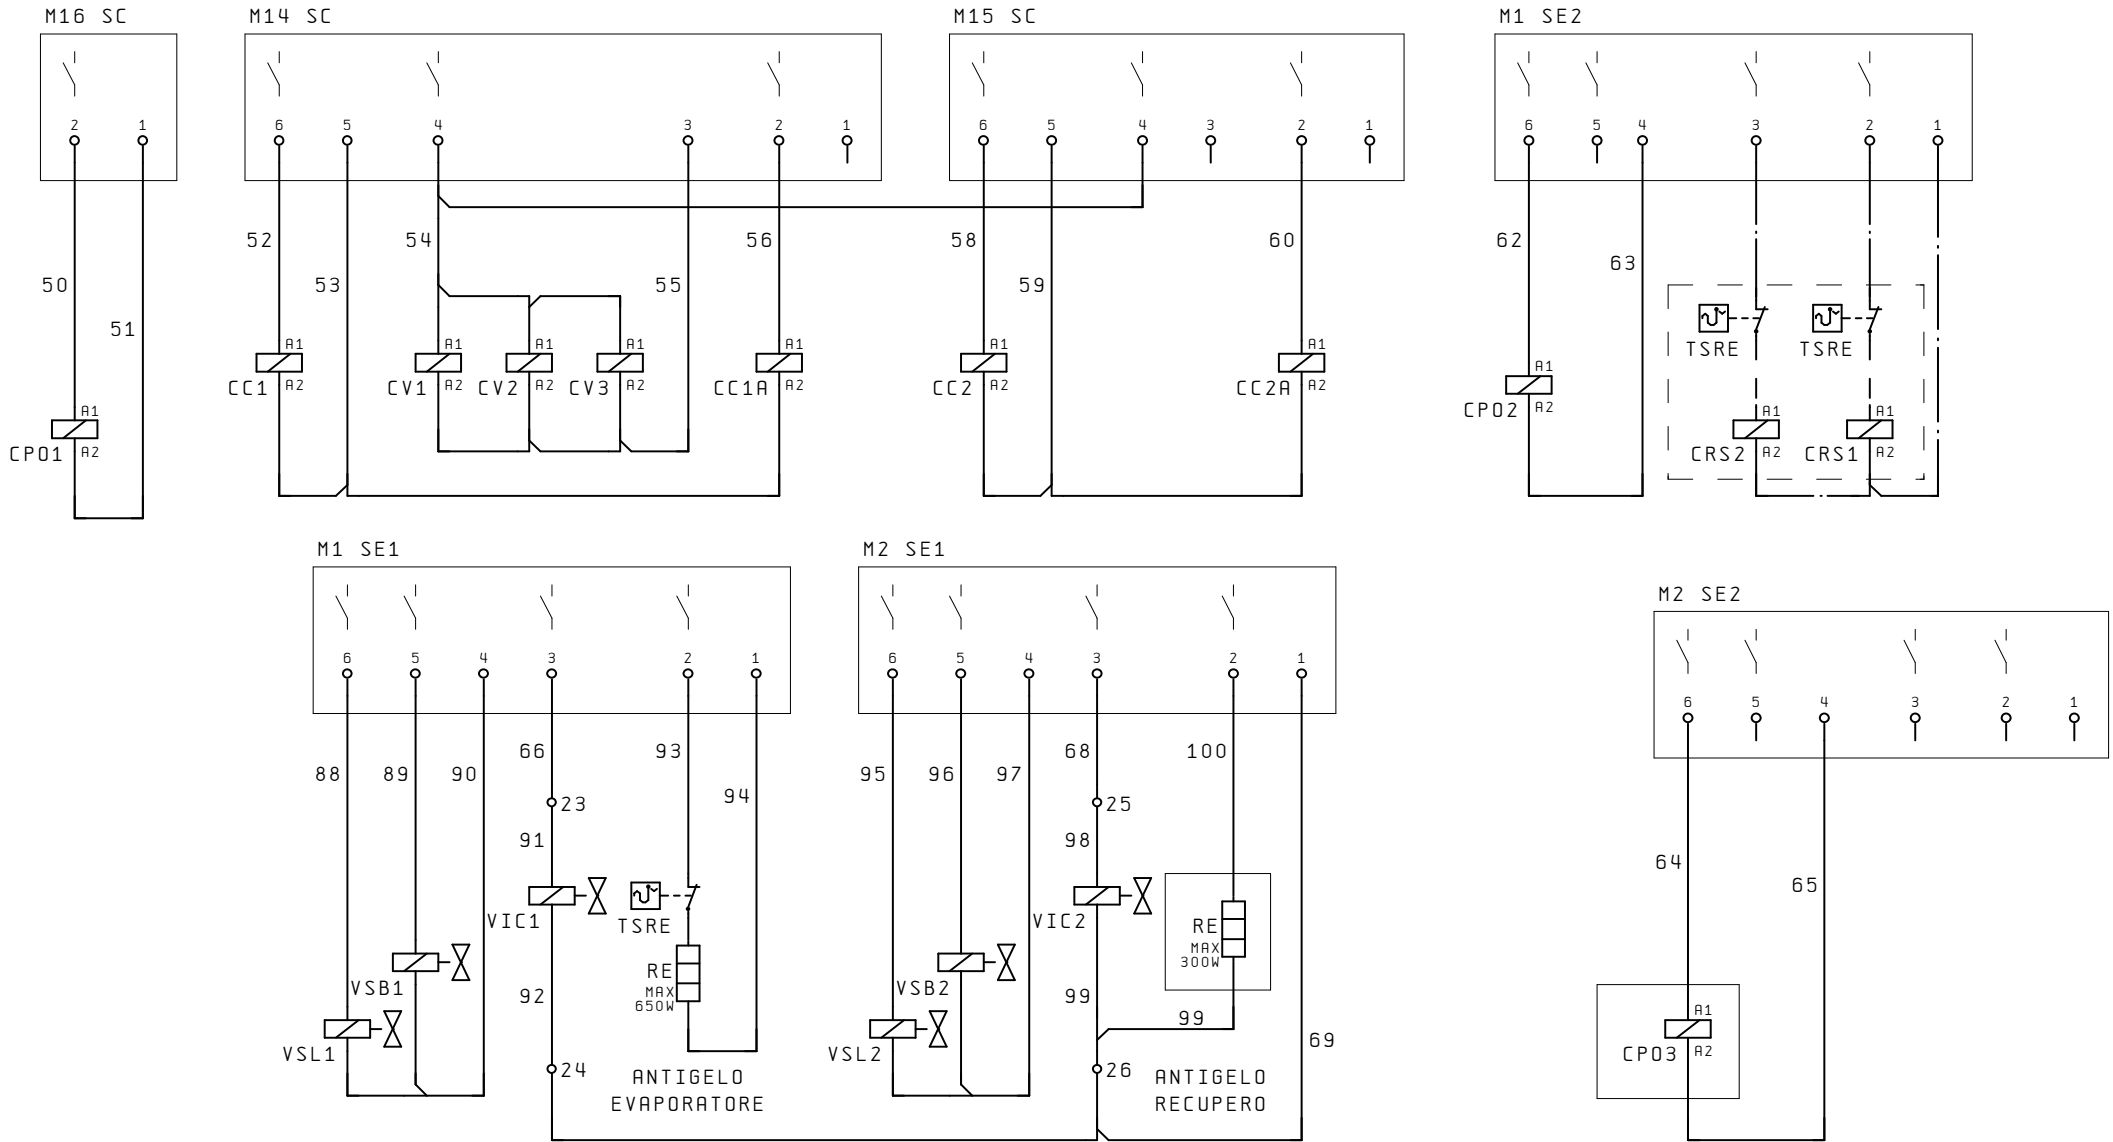 M16 SC
M14 SC
M15 SC
M1 SE2
2 1
6 5 4 3 2 1
6 5 4 3 2 1
6 5 4 3 2 1
52 54 56 58 60 62
63
50 53 55 59
51
A1 A1 A1 A1 A1 A1 A1
TSRE TSRE
CC1 A2 CV1 A2 CV2 A2 CV3 A2 CC1A A2 CC2 A2 CC2A A2
A1
CPO2 A2
A1 A1 A1
CPO1 A2 CRS2 A2 CRS1 A2
M1 SE1
M2 SE1
M2 SE2
6 5 4 3 2 1
6 5 4 3 2 1
6 5 4 3 2 1
66 93 68 100
88 89 90 94 95 96 97
23 25
91 98
64
65
VIC1 TSRE VIC2 RE
MAX
300W
RE
MAX
650W
VSB1 92 VSB2 99
99
A1
69
VSL1 VSL2 CPO3 A2
24 26
ANTIGELO
EVAPORATORE
ANTIGELO
RECUPERO